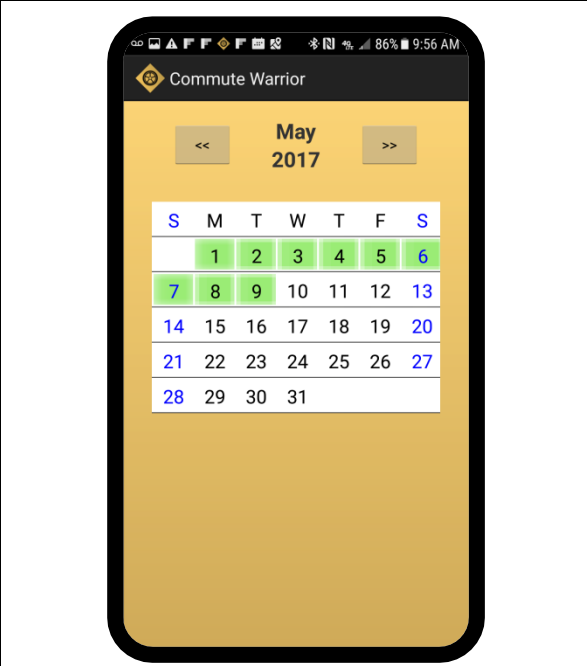 86% 9:56 AM
Commute Warrior
<< May >>
2017
S M T W T F S
1 2 3 4 5 6
7 8 9 10 11 12 13
14 15 16 17 18 19 20
21 22 23 24 25 26 27
28 29 30 31